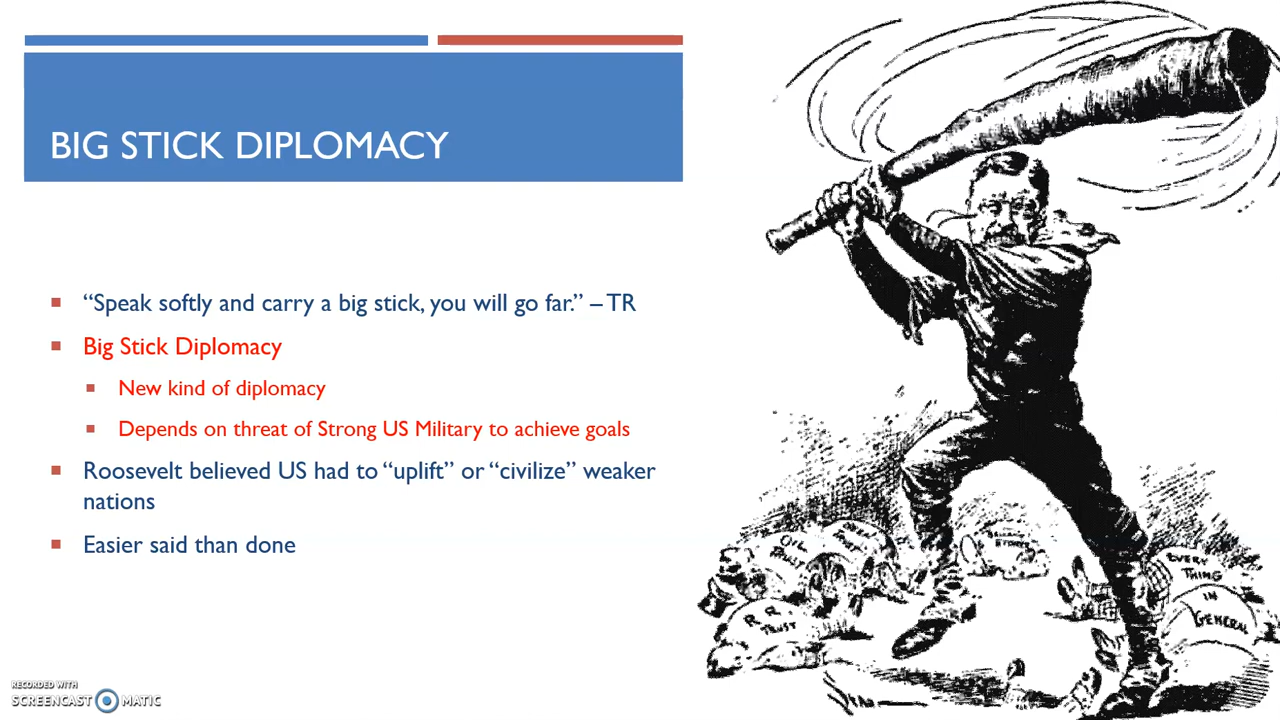 BIG STICK DIPLOMACY
“Speak softly and carry a big stick, you will go far.” – TR
Big Stick Diplomacy
New kind of diplomacy
Depends on threat of Strong US Military to achieve goals
Roosevelt believed US had to “uplift” or “civilize” weaker
nations
Easier said than done
OIL
TRUST
R.R.
TRUST
EVERY
THING
IN
GENERAL
RECORDED WITH
SCREENCAST MATIC